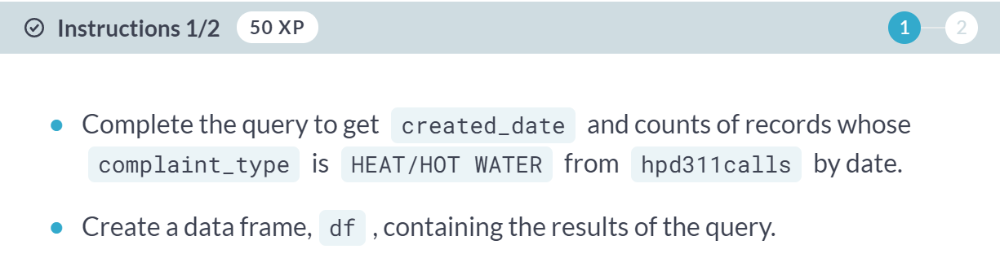 Instructions 1/2 50 XP 1 2
Complete the query to get created_date and counts of records whose
complaint_type is HEAT/HOT WATER from hpd311calls by date.
Create a data frame, df , containing the results of the query.